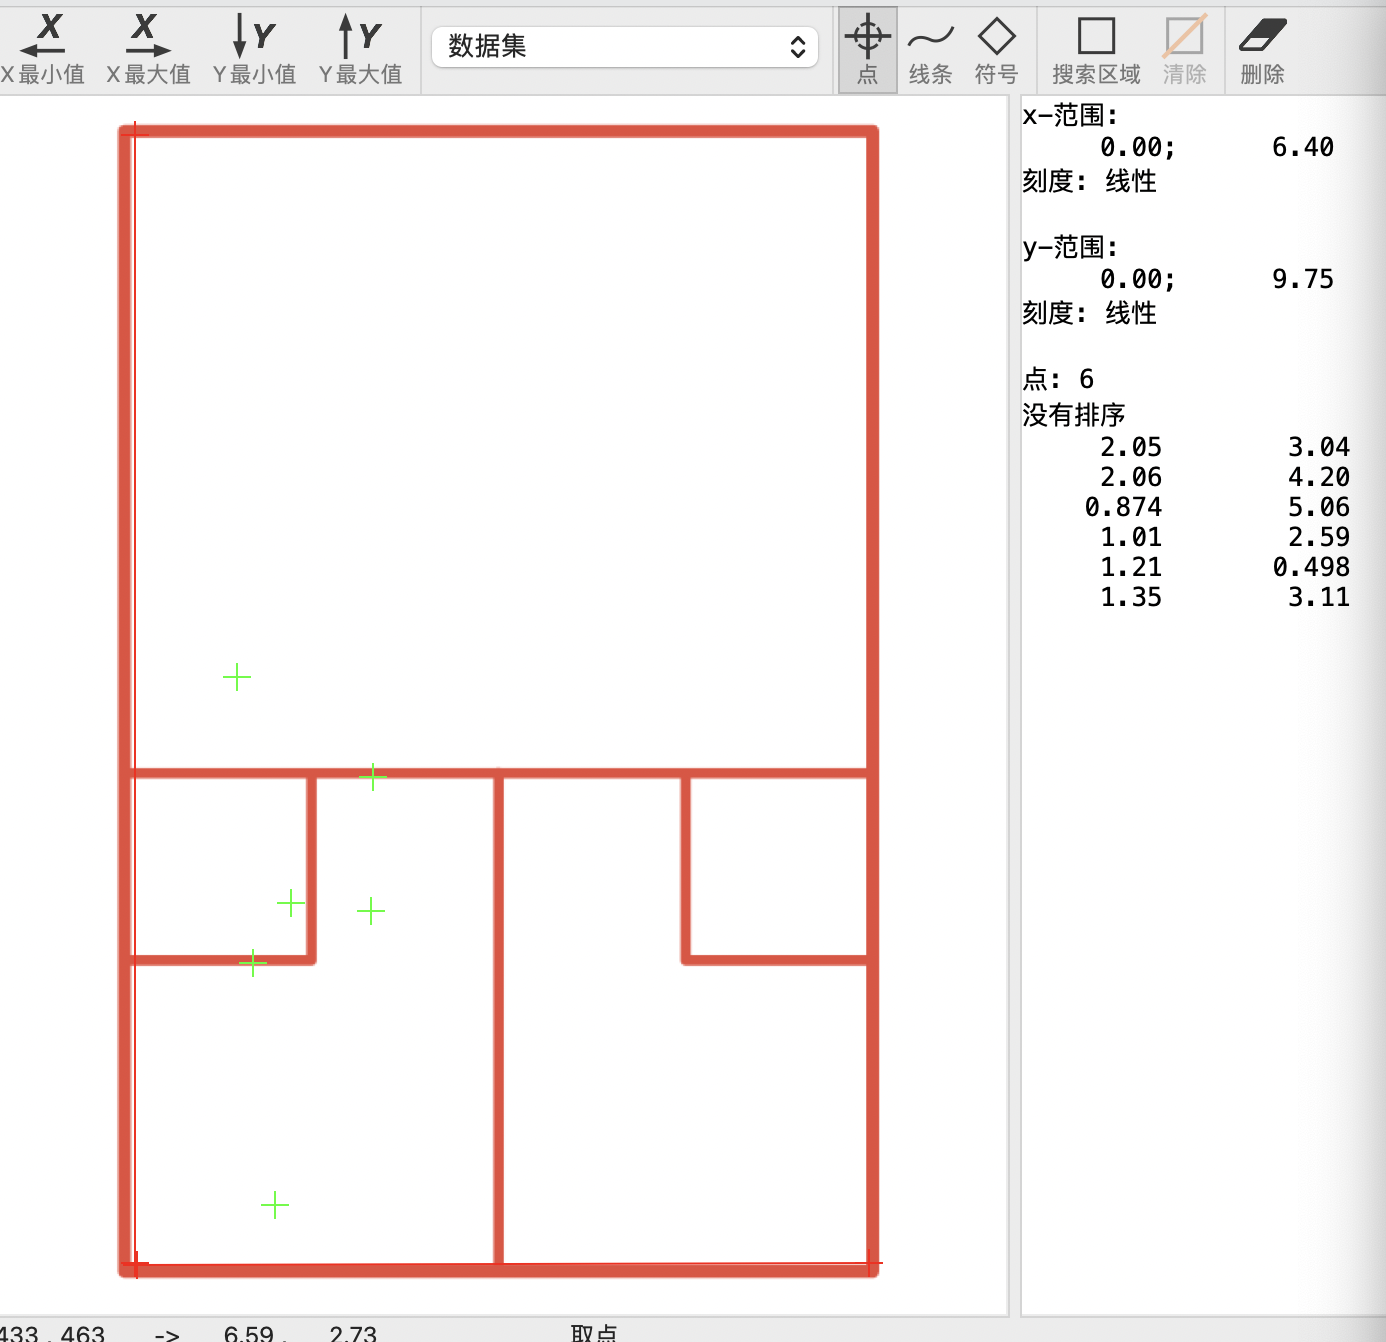 X X Y Y
X最小值 X最大值 Y最小值 Y最大值 数据集 点 线条 符号 搜索区域 清除 删除
x-范围:
0.00; 6.40
刻度: 线性
y-范围:
0.00; 9.75
刻度: 线性
点: 6
没有排序
2.05 3.04
2.06 4.20
0.874 5.06
1.01 2.59
1.21 0.498
1.35 3.11
433 , 463 -> 6.59 , 2.73 取点